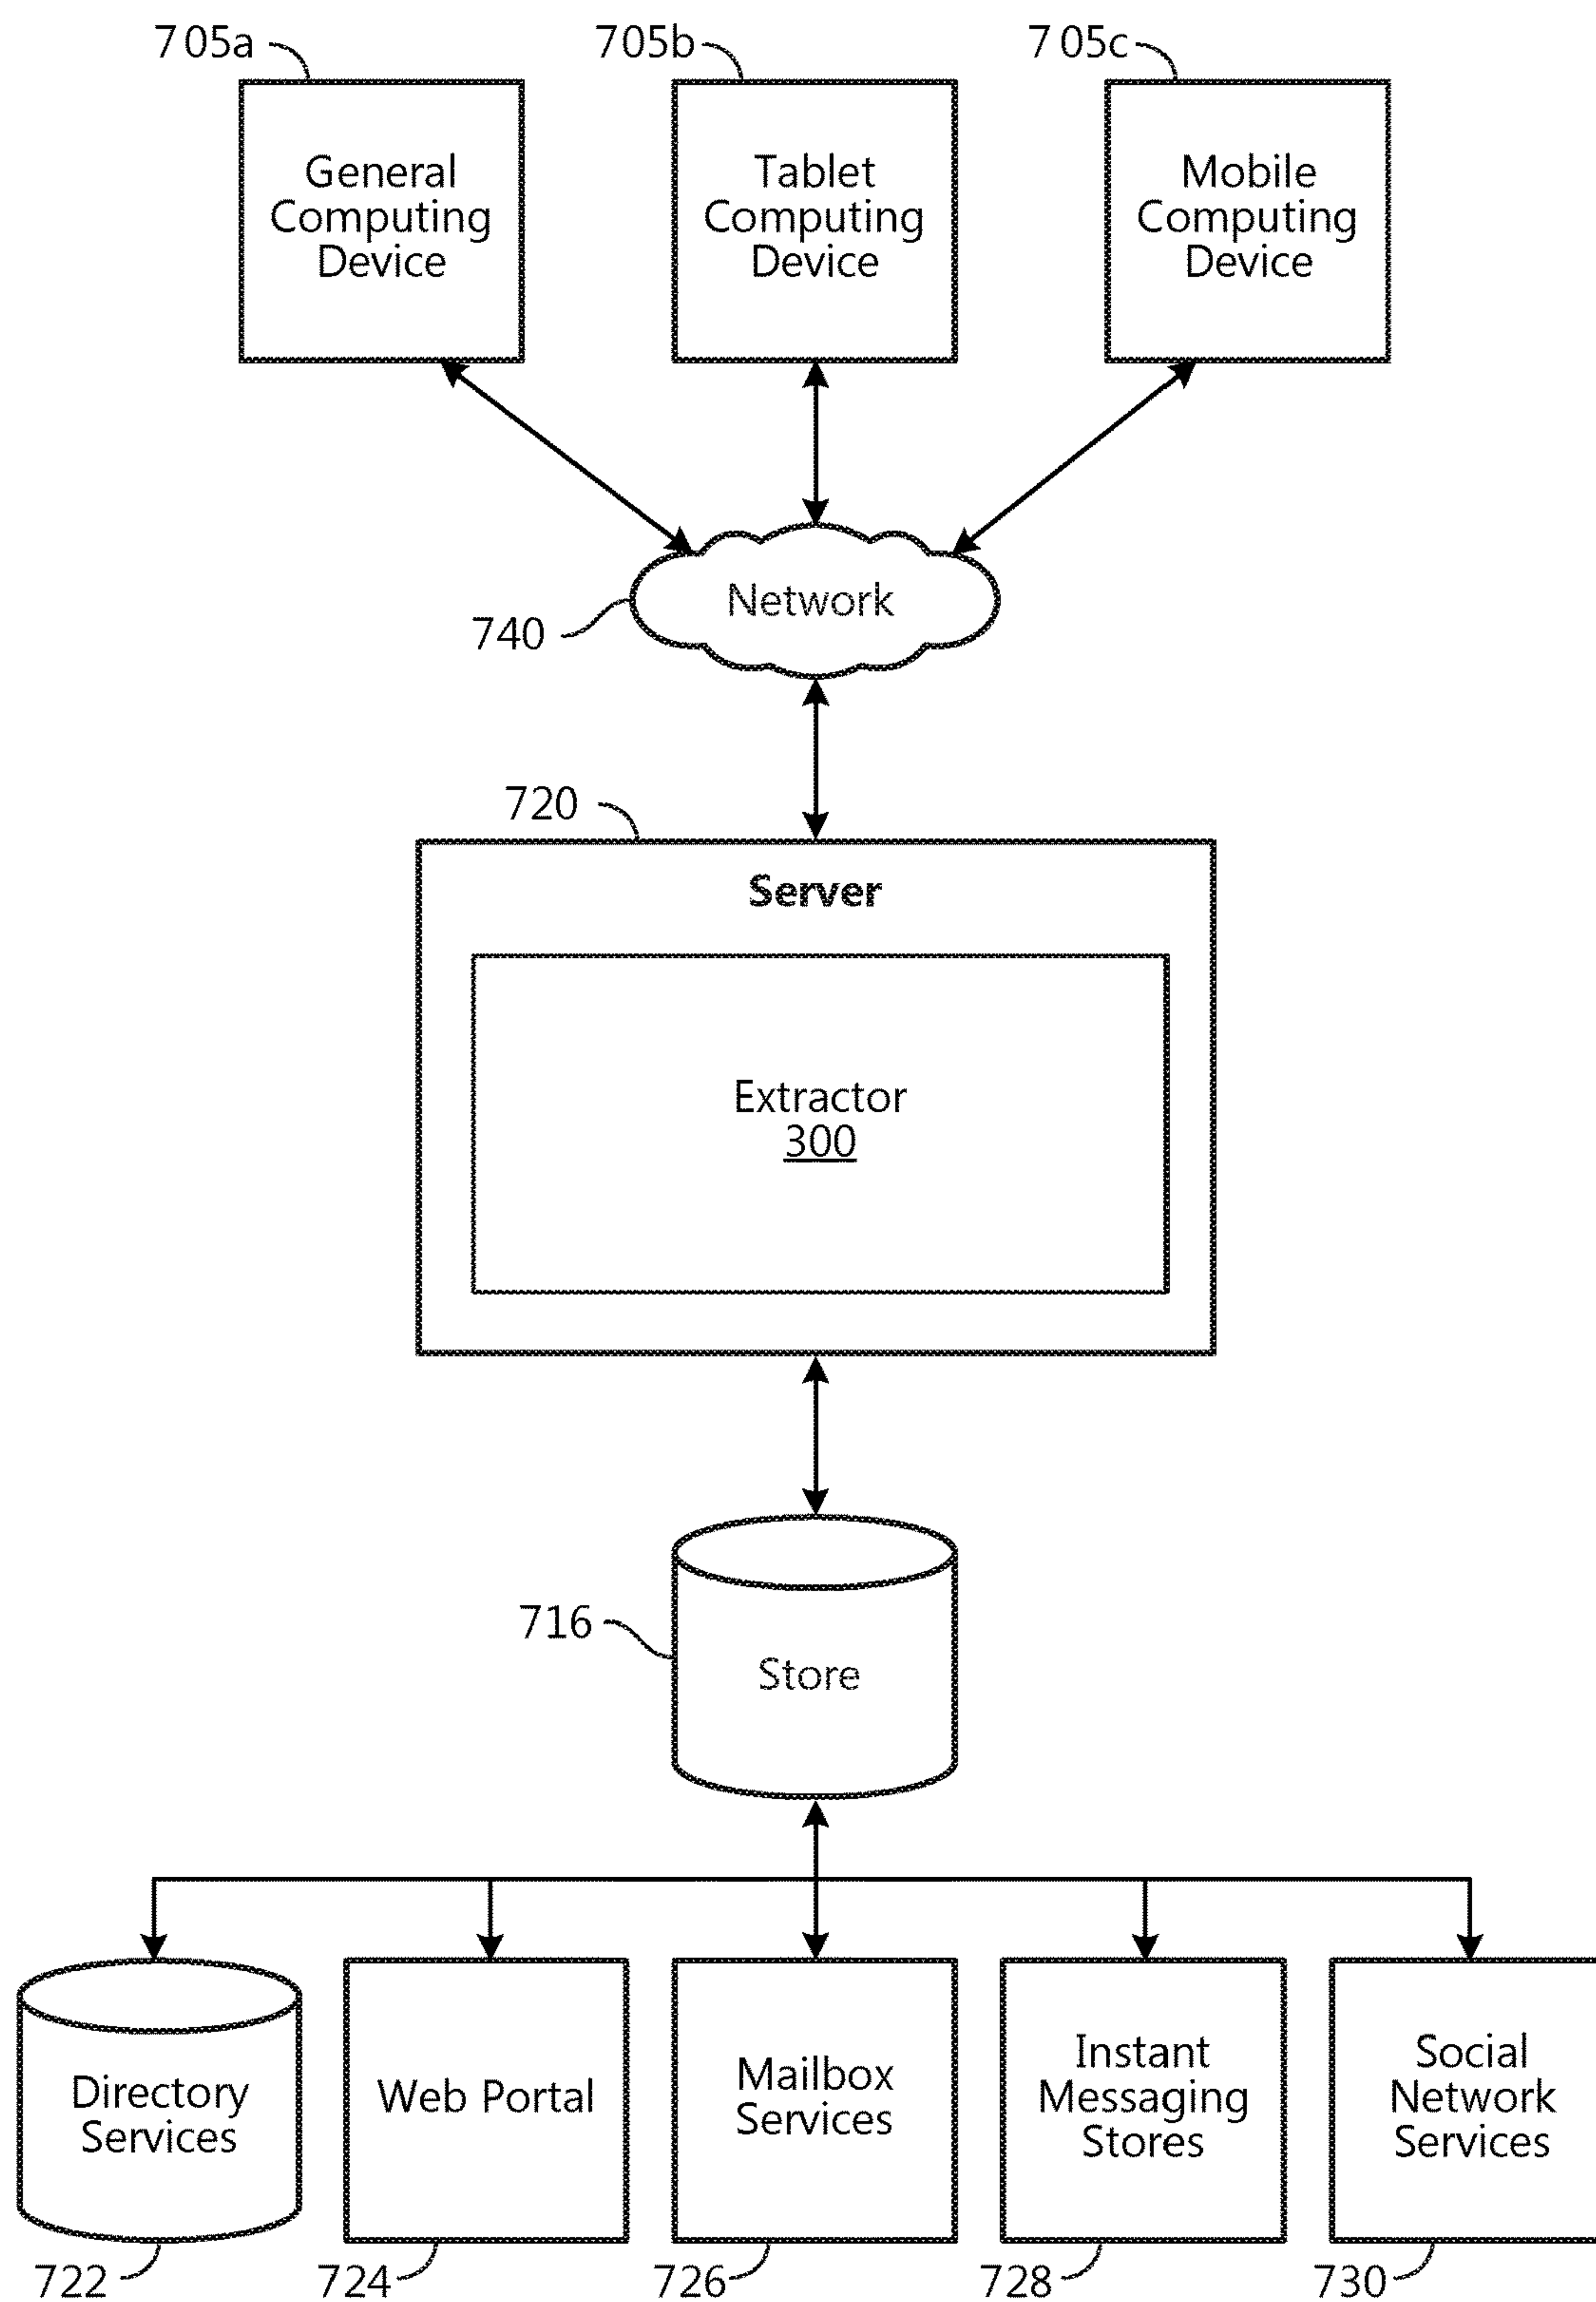 705a
705b
705c
General
Computing
Device
Tablet
Computing
Device
Mobile
Computing
Device
Network
740
720
Server
Extractor
300
716
Store
Directory
Services
Web Portal
Mailbox
Services
Instant
Messaging
Stores
Social
Network
Services
722
724
726
728
730